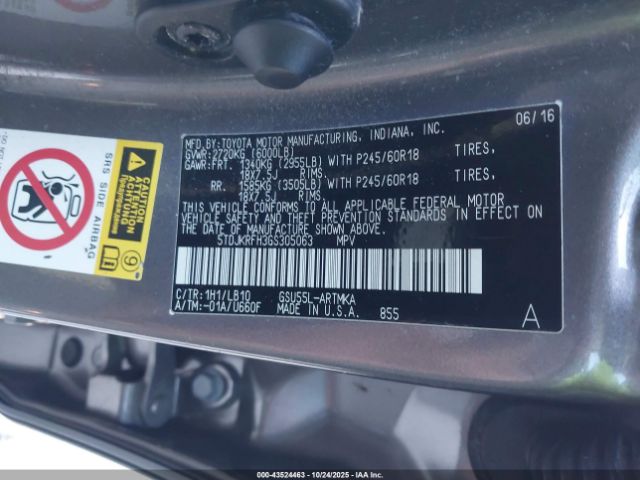 06/16
MFD.BY:TOYOTA MOTOR MANUFACTURING, INDIANA, INC.
GVWR:2720KG (6000LB)
GAWR:FRT. 1340KG (2955LB) WITH P245/60R18 TIRES,
18X7.5J RIMS.
RR. 1585KG (3505LB) WITH P245/60R18 TIRES,
18X7.5J RIMS.
THIS VEHICLE CONFORMS TO ALL APPLICABLE FEDERAL MOTOR
VEHICLE SAFETY AND THEFT PREVENTION STANDARDS IN EFFECT ON
THE DATE OF MANUFACTURE SHOWN ABOVE.
5TDJKRFH3GS305063 MPV
C/TR:1H1/LB10 GSU55L-ARTMKA
A/TM:-01A/U660F MADE IN U.S.A. 855
A
SRS SIDE AIRBAG
ATTENTION
ACHTUNG
00-43524463 - 10/24/2025 - IAAI